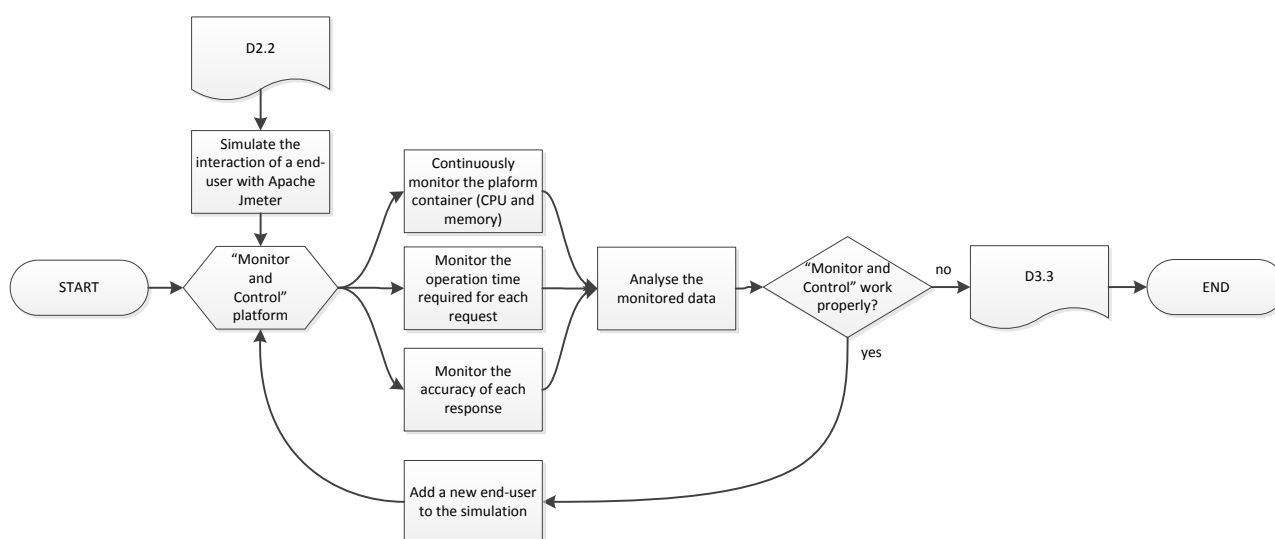 D2.2
Simulate the
interaction of a end-
user with Apache
Jmeter
START
“Monitor
and
Control”
platform
Continuously
monitor the plaform
container (CPU and
memory)
Monitor the
operation time
required for each
request
Monitor the
accuracy of each
response
Analyse the
monitored data
“Monitor and
Control” work
properly?
no
yes
D3.3
END
Add a new end-user
to the simulation